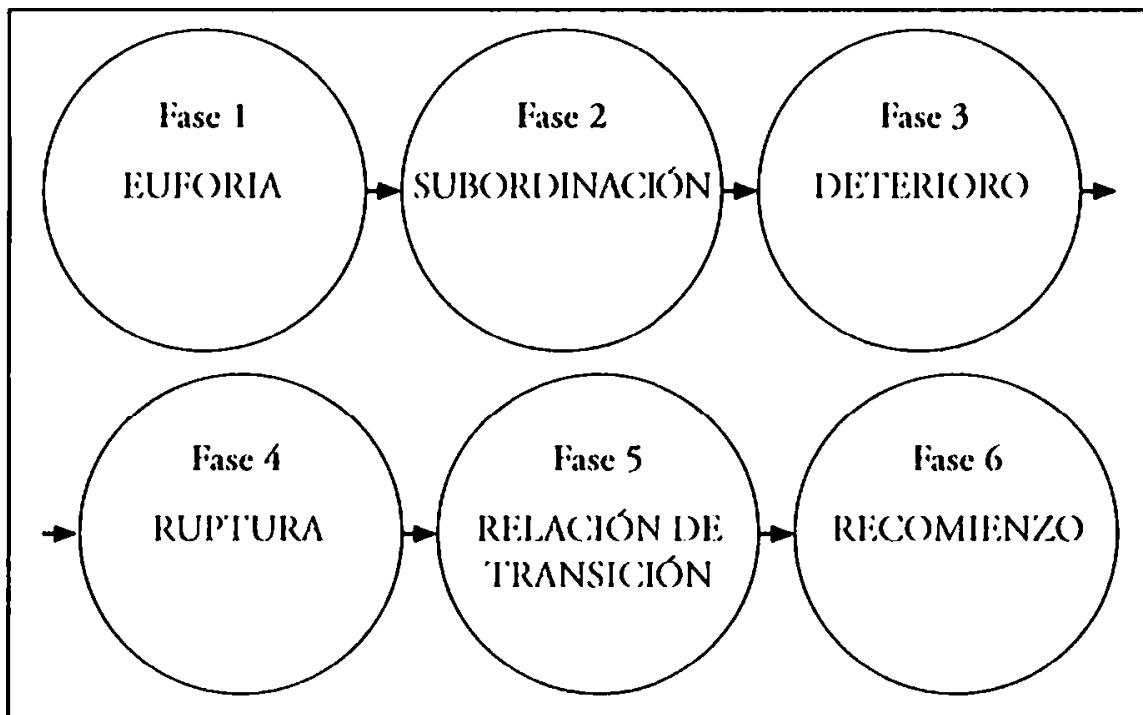 Fase 1
EUFORIA
Fase 2
SUBORDINACIÓN
Fase 3
DETERIORO
Fase 4
RUPTURA
Fase 5
RELACIÓN DE
TRANSICIÓN
Fase 6
RECOMIENZO